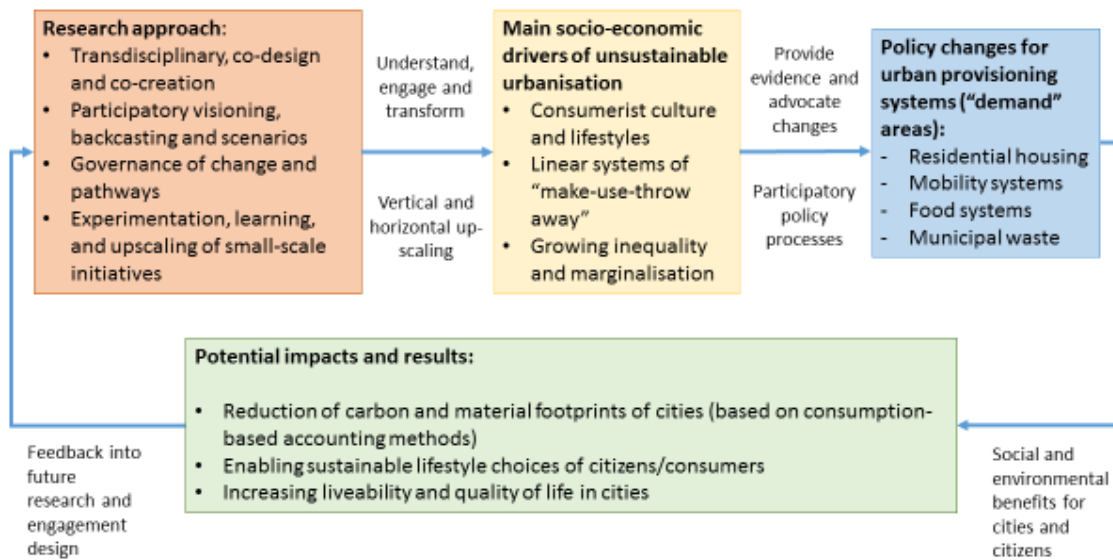 Research approach:
• Transdisciplinary, co-design
and co-creation
• Participatory visioning,
backcasting and scenarios
• Governance of change and
pathways
• Experimentation, learning,
and upscaling of small-scale
initiatives
Understand,
engage and
transform
Vertical and
horizontal up-
scaling
Main socio-economic
drivers of unsustainable
urbanisation
• Consumerist culture
and lifestyles
• Linear systems of
“make-use-throw
away”
• Growing inequality
and marginalisation
Provide
evidence and
advocate
changes
Participatory
policy
processes
Policy changes for
urban provisioning
systems (“demand”
areas):
- Residential housing
- Mobility systems
- Food systems
- Municipal waste
Social and
environmental
benefits for
cities and
citizens
Potential impacts and results:
• Reduction of carbon and material footprints of cities (based on consumption-
based accounting methods)
• Enabling sustainable lifestyle choices of citizens/consumers
• Increasing liveability and quality of life in cities
Feedback into
future
research and
engagement
design